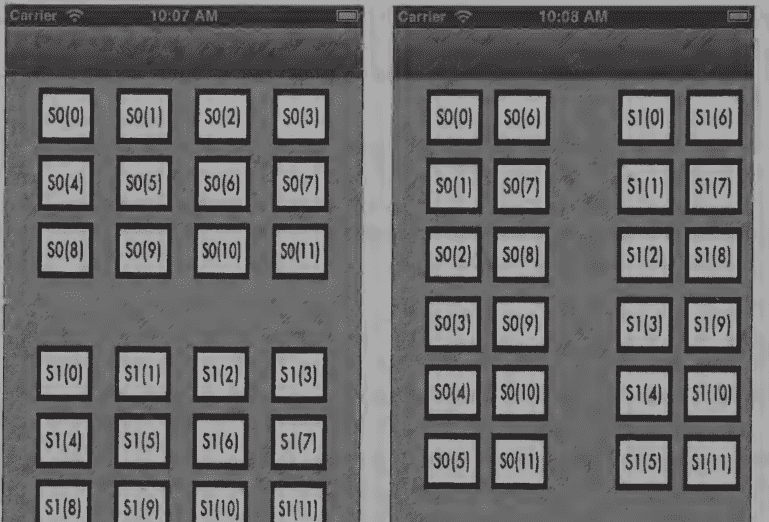 Carrier 10:07 AM
S0(0) S0(1) S0(2) S0(3)
S0(4) S0(5) S0(6) S0(7)
S0(8) S0(9) S0(10) S0(11)
S1(0) S1(1) S1(2) S1(3)
S1(4) S1(5) S1(6) S1(7)
S1(8) S1(9) S1(10) S1(11)
Carrier 10:08 AM
S0(0) S0(6) S1(0) S1(6)
S0(1) S0(7) S1(1) S1(7)
S0(2) S0(8) S1(2) S1(8)
S0(3) S0(9) S1(3) S1(9)
S0(4) S0(10) S1(4) S1(10)
S0(5) S0(11) S1(5) S1(11)